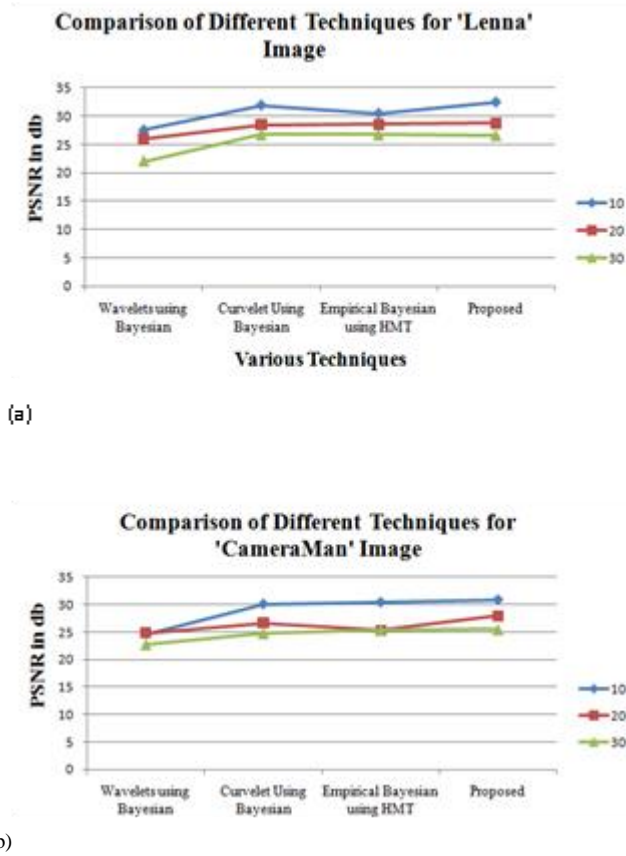 Comparison of Different Techniques for 'Lenna'
Image
PSNR in db
35
30
25
20
15
10
5
0
10
20
30
Wavelets using
Bayesian
Curvelet Using
Bayesian
Empirical Bayesian
using HMT
Proposed
Various Techniques
(a)
Comparison of Different Techniques for
'CameraMan' Image
PSNR in db
35
30
25
20
15
10
5
0
10
20
30
Wavelets using
Bayesian
Curvelet Using
Bayesian
Empirical Bayesian
using HMT
Proposed